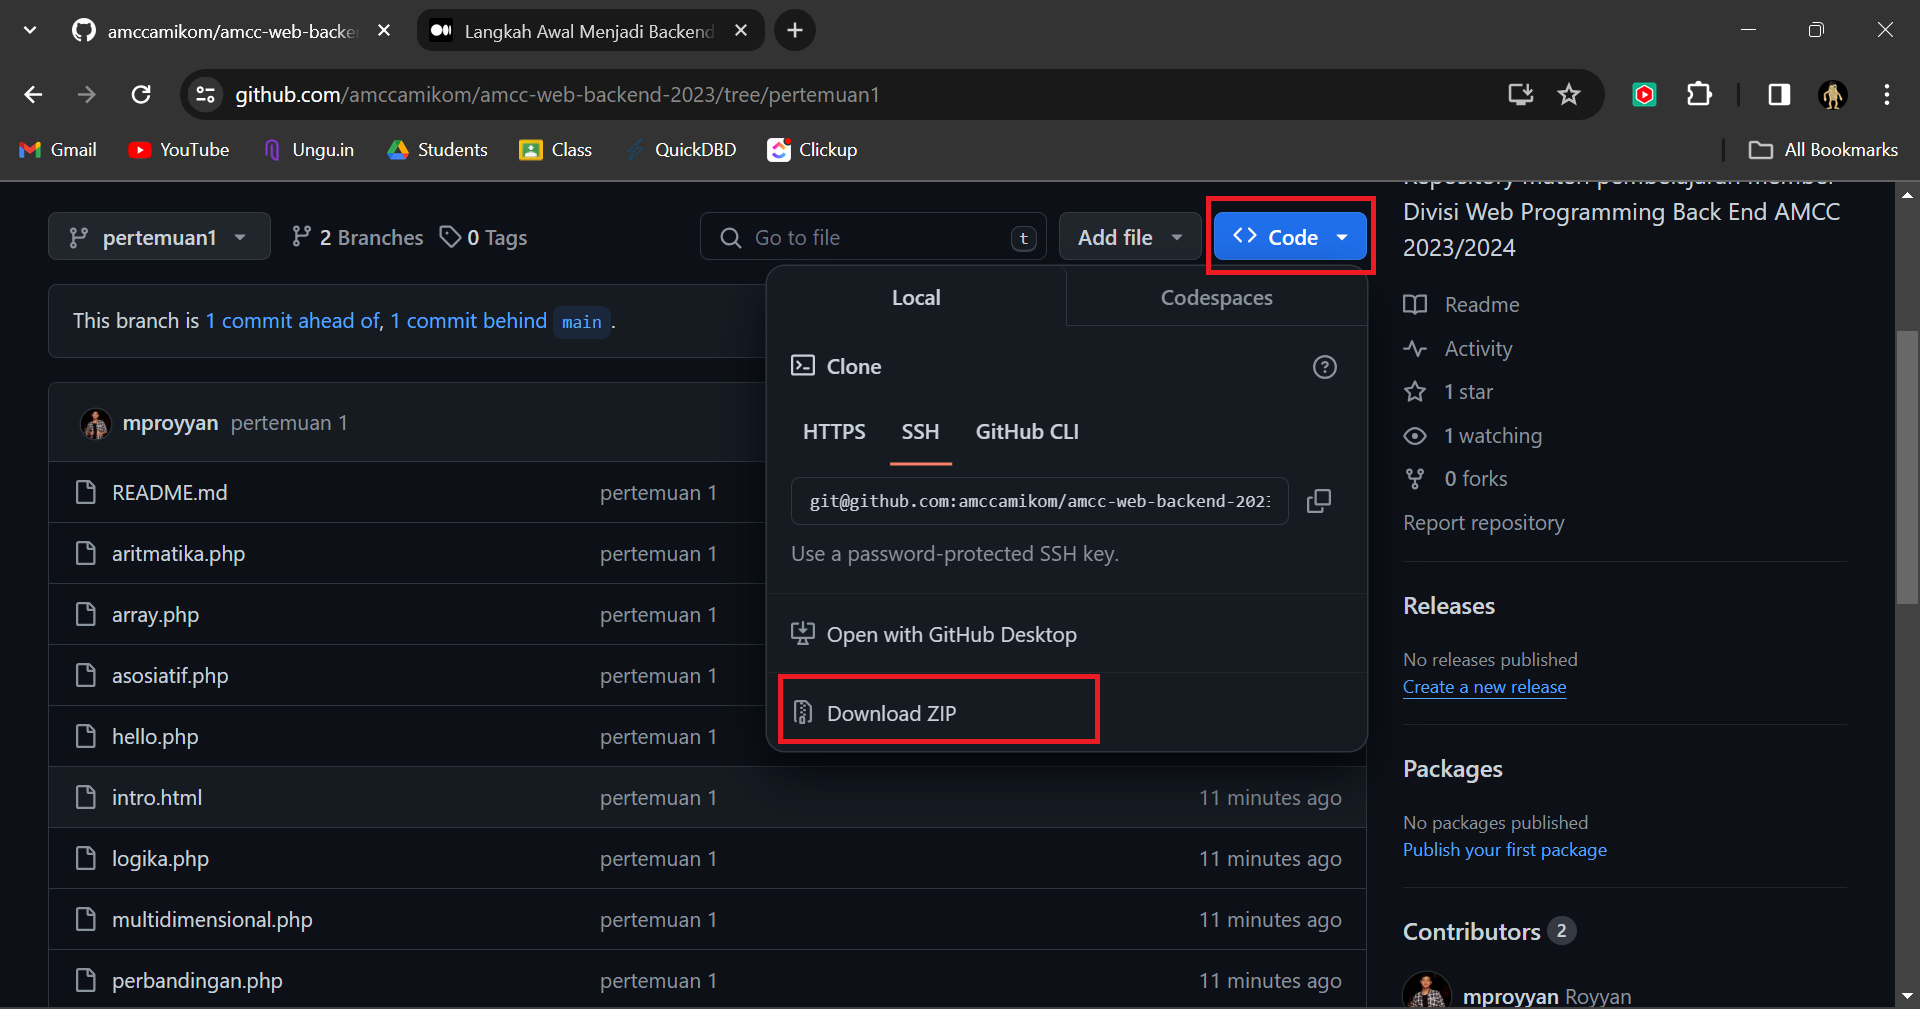 amccamikom/amcc-web-backe
Langkah Awal Menjadi Backend
github.com/amccamikom/amcc-web-backend-2023/tree/pertemuan1
Gmail
YouTube
Ungu.in
Students
Class
QuickDBD
Clickup
All Bookmarks
pertemuan1
2 Branches
0 Tags
Go to file
t
Add file
<> Code
Repository materi pembelajaran member
Divisi Web Programming Back End AMCC
2023/2024
Local
Codespaces
This branch is 1 commit ahead of, 1 commit behind main .
Clone
HTTPS
SSH
GitHub CLI
git@github.com:amccamikom/amcc-web-backend-202
Use a password-protected SSH key.
Open with GitHub Desktop
Download ZIP
mproyyan pertemuan 1
README.md pertemuan 1
aritmatika.php pertemuan 1
array.php pertemuan 1
asosiatif.php pertemuan 1
hello.php pertemuan 1
intro.html pertemuan 1 11 minutes ago
logika.php pertemuan 1 11 minutes ago
multidimensional.php pertemuan 1 11 minutes ago
perbandingan.php pertemuan 1 11 minutes ago
Readme
Activity
1 star
1 watching
0 forks
Report repository
Releases
No releases published
Create a new release
Packages
No packages published
Publish your first package
Contributors 2
mproyyan Royyan